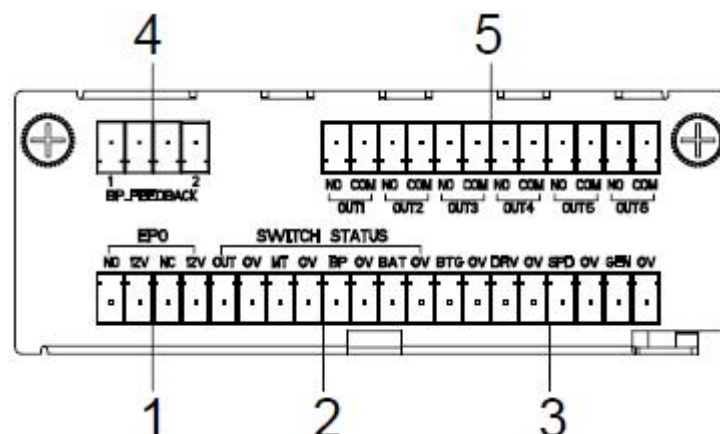 4 5
1 2
BP_FEEDBACK
NO COM NO COM NO COM NO COM NO COM NO COM
OUT1 OUT2 OUT3 OUT4 OUT5 OUT6
EPO SWITCH STATUS
NO 12V NC 12V OUT 0V MT 0V BP 0V BAT 0V BTG 0V DRV 0V SPD 0V GEN 0V
1 2 3